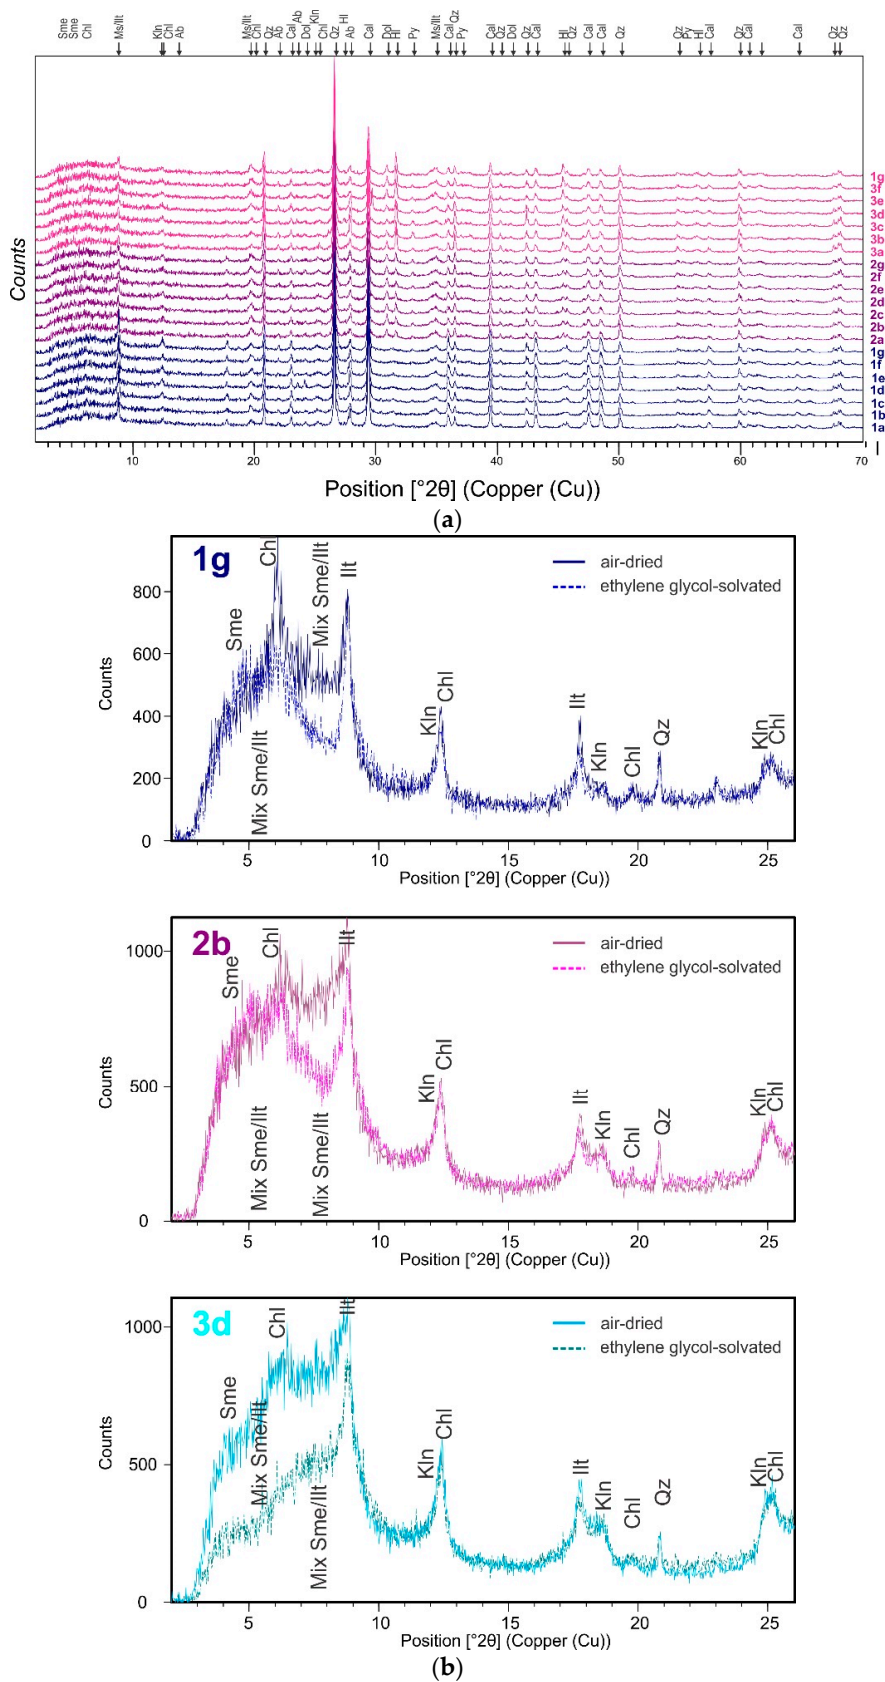 Sme Sme Chl Ms/Ilt Kln Chl Ab Ms/Ilt Chl Qz Ab Cal Ab Dol Kln Chl Qz Hl Ab Cal Dol Hl Py Ms/Ilt Cal Qz Py Cal Qz Dol Qz Cal Hl Qz Cal Cal Qz Qz Py Hl Cal Qz Cal Cal Qz Qz
Counts
1g
3f
3e
3d
3c
3b
3a
2g
2f
2e
2d
2c
2b
2a
1g
1f
1e
1d
1c
1b
1a
10 20 30 40 50 60 70
Position [°2θ] (Copper (Cu))
(a)
1g
air-dried
ethylene glycol-solvated
Counts
800
600
400
200
0
Sme
Chl
Mix Sme/Ilt
Ilt
Mix Sme/Ilt
Kln
Chl
Ilt
Kln
Chl
Qz
Kln
Chl
5 10 15 20 25
Position [°2θ] (Copper (Cu))
2b
air-dried
ethylene glycol-solvated
Counts
1000
500
0
Sme
Chl
Ilt
Mix Sme/Ilt
Mix Sme/Ilt
Kln
Chl
Ilt
Kln
Chl
Qz
Kln
Chl
5 10 15 20 25
Position [°2θ] (Copper (Cu))
3d
air-dried
ethylene glycol-solvated
Counts
1000
500
0
Sme
Chl
Ilt
Mix Sme/Ilt
Mix Sme/Ilt
Kln
Chl
Ilt
Kln
Chl
Qz
Kln
Chl
5 10 15 20 25
Position [°2θ] (Copper (Cu))
(b)